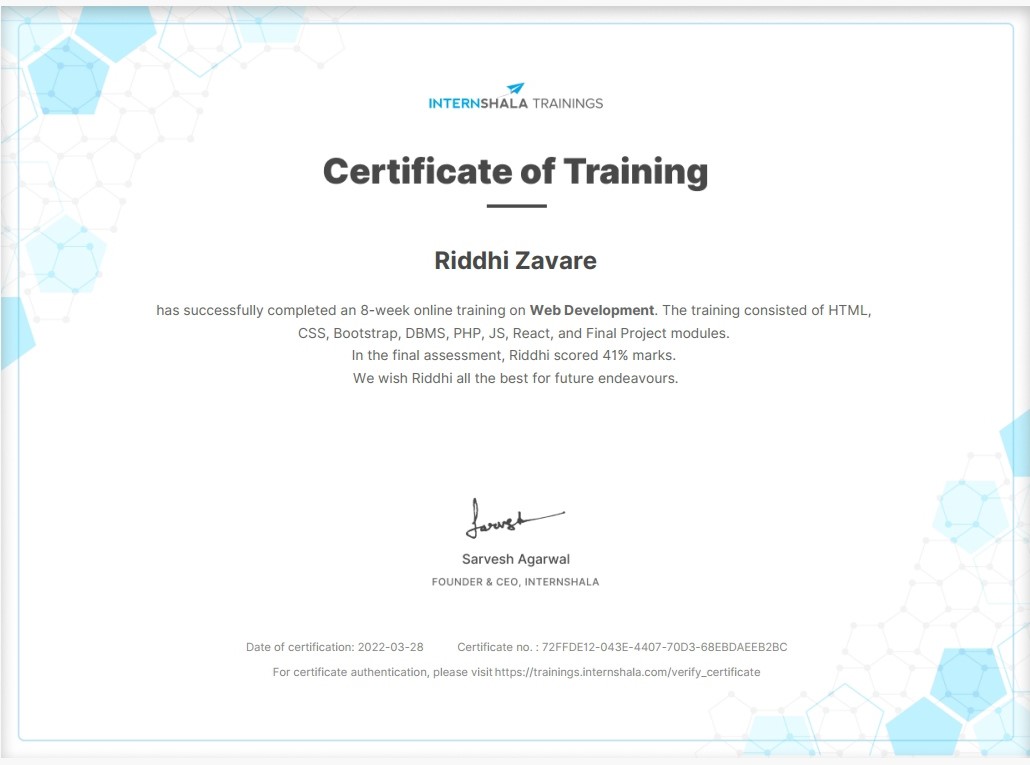 INTERNSHALA TRAININGS
Certificate of Training
Riddhi Zavare
has successfully completed an 8-week online training on Web Development. The training consisted of HTML,
CSS, Bootstrap, DBMS, PHP, JS, React, and Final Project modules.
In the final assessment, Riddhi scored 41% marks.
We wish Riddhi all the best for future endeavours.
Sarvesh
Sarvesh Agarwal
FOUNDER & CEO, INTERNSHALA
Date of certification: 2022-03-28 Certificate no. : 72FFDE12-043E-4407-70D3-68EBDAEEB2BC
For certificate authentication, please visit https://trainings.internshala.com/verify_certificate